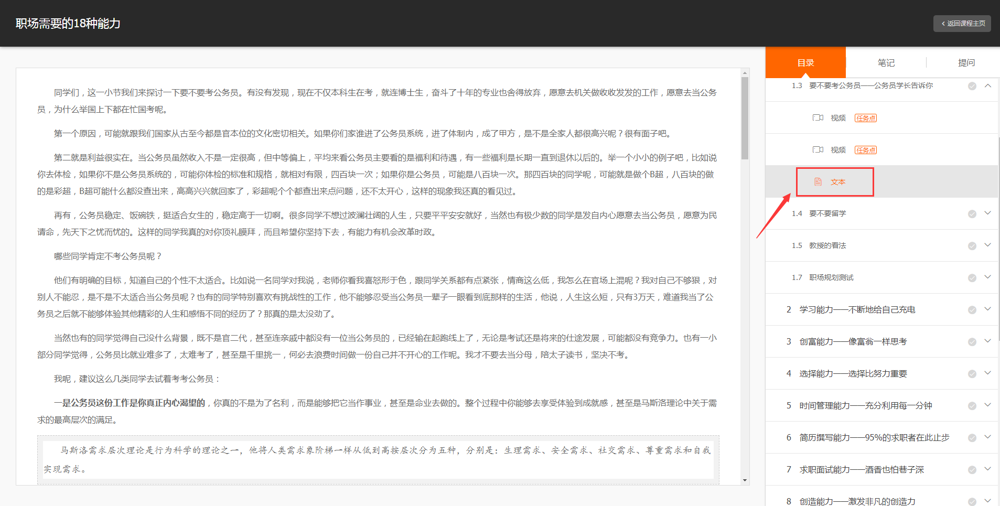 职场需要的18种能力
返回课程主页
同学们，这一小节我们来探讨一下要不要考公务员。有没有发现，现在不仅本科生在考，就连博士生，奋斗了十年的专业也舍得放弃，愿意去机关做收收发发的工作，愿意去当公务
员，为什么举国上下都在忙国考呢。
第一个原因，可能就跟我们国家从古至今都是官本位的文化密切相关。如果你们家谁进了公务员系统，进了体制内，成了甲方，是不是全家人都很高兴呢？很有面子吧。
第二就是利益很实在。当公务员虽然收入不是一定很高，但中等偏上，平均来看公务员主要看的是福利和待遇，有一些福利是长期一直到退休以后的。举一个小小的例子吧，比如说
你去体检，如果你不是公务员系统的，可能你体检的标准和规格，就相对有限，四百块一次；如果你是公务员，可能是八百块一次。那四百块的同学呢，可能就是做个B超，八百块的做
的是彩超，B超可能什么都没查出来，高高兴兴就回家了，彩超呢个个都查出来点问题，还不太开心，这样的现象我还真的看见过。
再有，公务员稳定、饭碗铁，挺适合女生的，稳定高于一切啊。很多同学不想过波澜壮阔的人生，只要平平安安就好，当然也有极少数的同学是发自内心愿意去当公务员，愿意为民
请命，先天下之忧而忧的。这样的同学我真的对你顶礼膜拜，而且希望你坚持下去，有能力有机会改革时政。
哪些同学肯定不考公务员呢？
他们有明确的目标，知道自己的个性不太适合。比如说一名同学对我说，老师你看我喜怒形于色，跟同学关系都有点紧张，情商这么低，我怎么在官场上混呢？我对自己不够狠，对
别人不能忍，是不是不太适合当公务员呢？也有的同学特别喜欢有挑战性的工作，他不能够忍受当公务员一辈子一眼看到底那样的生活，他说，人生这么短，只有3万天，难道我当了公
务员之后就不能够体验其他精彩的人生和感悟不同的经历了？那真的是太没劲了。
当然也有的同学觉得自己没什么背景，既不是官二代，甚至连亲戚中都没有一位当公务员的，已经输在起跑线上了，无论是考试还是将来的仕途发展，可能都没有竞争力。也有一小
部分同学觉得，公务员比就业难多了，太难考了，甚至是千里挑一，何必去浪费时间做一份自己并不开心的工作呢。我才不要去当分母，陪太子读书，坚决不考。
我呢，建议这么几类同学去试着考考公务员：
一是公务员这份工作是你真正内心渴望的，你真的不是为了名利，而是能够把它当作事业，甚至是命业去做的。整个过程中你能够去享受体验到成就感，甚至是马斯洛理论中关于需
求的最高层次的满足。
马斯洛需求层次理论是行为科学的理论之一，他将人类需求象阶梯一样从低到高按层次分为五种，分别是：生理需求、安全需求、社交需求、尊重需求和自我
实现需求。
目录
笔记
提问
1.3 要不要考公务员——公务员学长告诉你
视频 任务点
视频 任务点
文本
1.4 要不要留学
1.5 教授的看法
1.7 职场规划测试
2 学习能力——不断地给自己充电
3 创富能力——像富翁一样思考
4 选择能力——选择比努力重要
5 时间管理能力——充分利用每一分钟
6 简历撰写能力——95%的求职者在此止步
7 求职面试能力——酒香也怕巷子深
8 创造能力——激发非凡的创造力